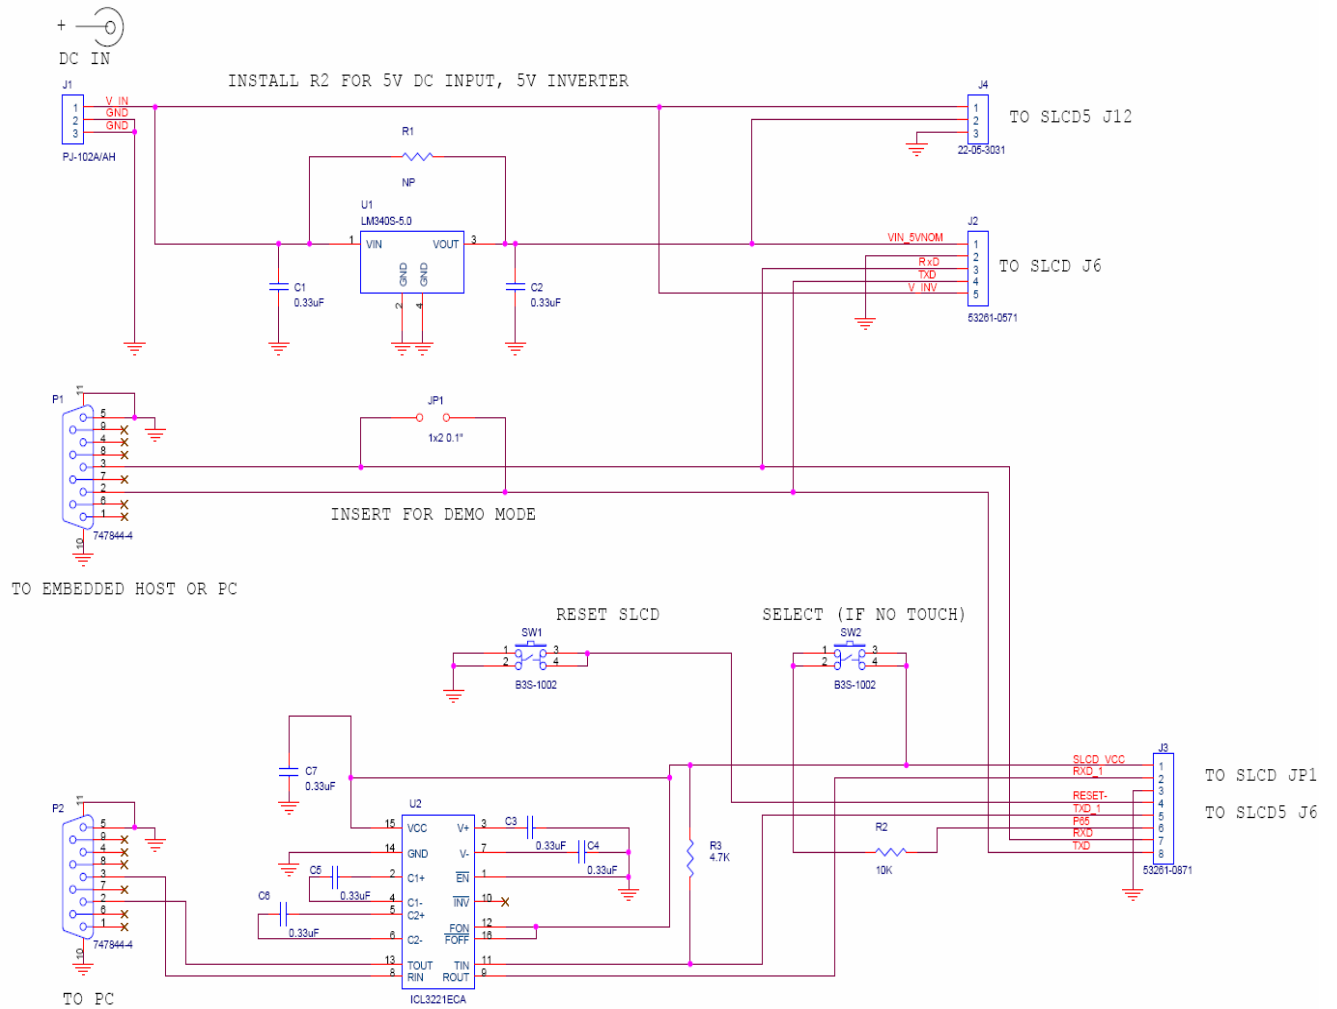 +
DC IN
INSTALL R2 FOR 5V DC INPUT, 5V INVERTER
J1
1 V_IN
2 GND
3 GND
PJ-102A/AH
J4
1
2
3
22-05-3031
TO SLCD5 J12
R1
NP
U1
LM340S-5.0
1 VIN VOUT 3
GND GND
2 4
C1
0.33uF
C2
0.33uF
J2
VIN_5VNOM 1
2
RxD 3
TXD 4
V_INV 5
53261-0571
TO SLCD J6
P1
11
5
9
4
8
3
7
2
6
1
10
747844-4
TO EMBEDDED HOST OR PC
JP1
1x2 0.1"
INSERT FOR DEMO MODE
RESET SLCD
SW1
1 3
2 4
B3S-1002
SELECT (IF NO TOUCH)
SW2
1 3
2 4
B3S-1002
J3
SLCD_VCC 1
RXD_1 2
3
RESET- 4
TXD_1 5
P65 6
RXD 7
TXD 8
53261-0871
TO SLCD JP1
TO SLCD5 J6
C7
0.33uF
U2
15 VCC V+ 3
14 GND V- 7
2 C1+ EN 1
4 C1- INV 10
5 C2+ FON 12
6 C2- FOFF 16
13 TOUT TIN 11
8 RIN ROUT 9
ICL3221ECA
C3
0.33uF
C4
0.33uF
C5
0.33uF
C6
0.33uF
R3
4.7K
R2
10K
P2
11
5
9
4
8
3
7
2
6
1
10
747844-4
TO PC